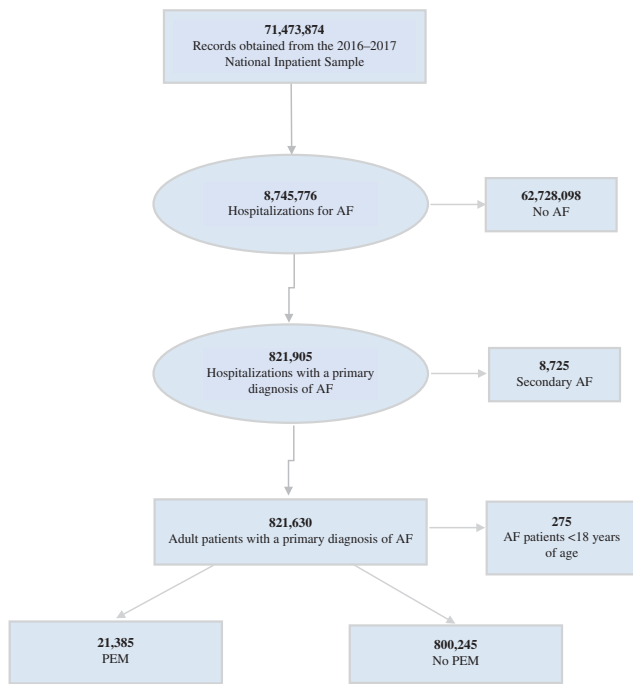 71,473,874
Records obtained from the 2016–2017
National Inpatient Sample
8,745,776
Hospitalizations for AF
62,728,098
No AF
821,905
Hospitalizations with a primary
diagnosis of AF
8,725
Secondary AF
821,630
Adult patients with a primary diagnosis of AF
275
AF patients <18 years
of age
21,385
PEM
800,245
No PEM